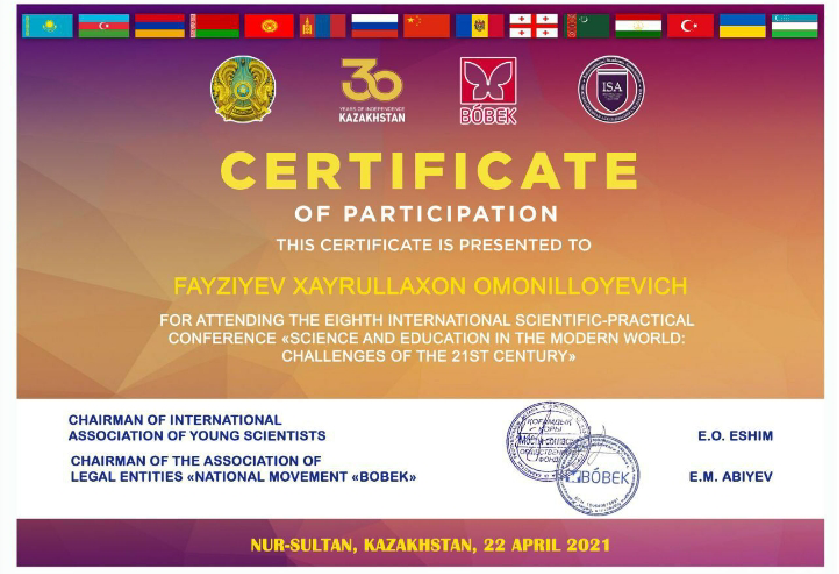 30
YEARS OF INDEPENDENCE
KAZAKHSTAN
BÓBEK
ISA
CERTIFICATE
OF PARTICIPATION
THIS CERTIFICATE IS PRESENTED TO
FAYZIYEV XAYRULLAXON OMONILLOYEVICH
FOR ATTENDING THE EIGHTH INTERNATIONAL SCIENTIFIC-PRACTICAL
CONFERENCE «SCIENCE AND EDUCATION IN THE MODERN WORLD:
CHALLENGES OF THE 21ST CENTURY»
CHAIRMAN OF INTERNATIONAL
ASSOCIATION OF YOUNG SCIENTISTS
E.O. ESHIM
CHAIRMAN OF THE ASSOCIATION OF
LEGAL ENTITIES «NATIONAL MOVEMENT «BOBEK»
E.M. ABIYEV
BÓBEK
NUR-SULTAN, KAZAKHSTAN, 22 APRIL 2021